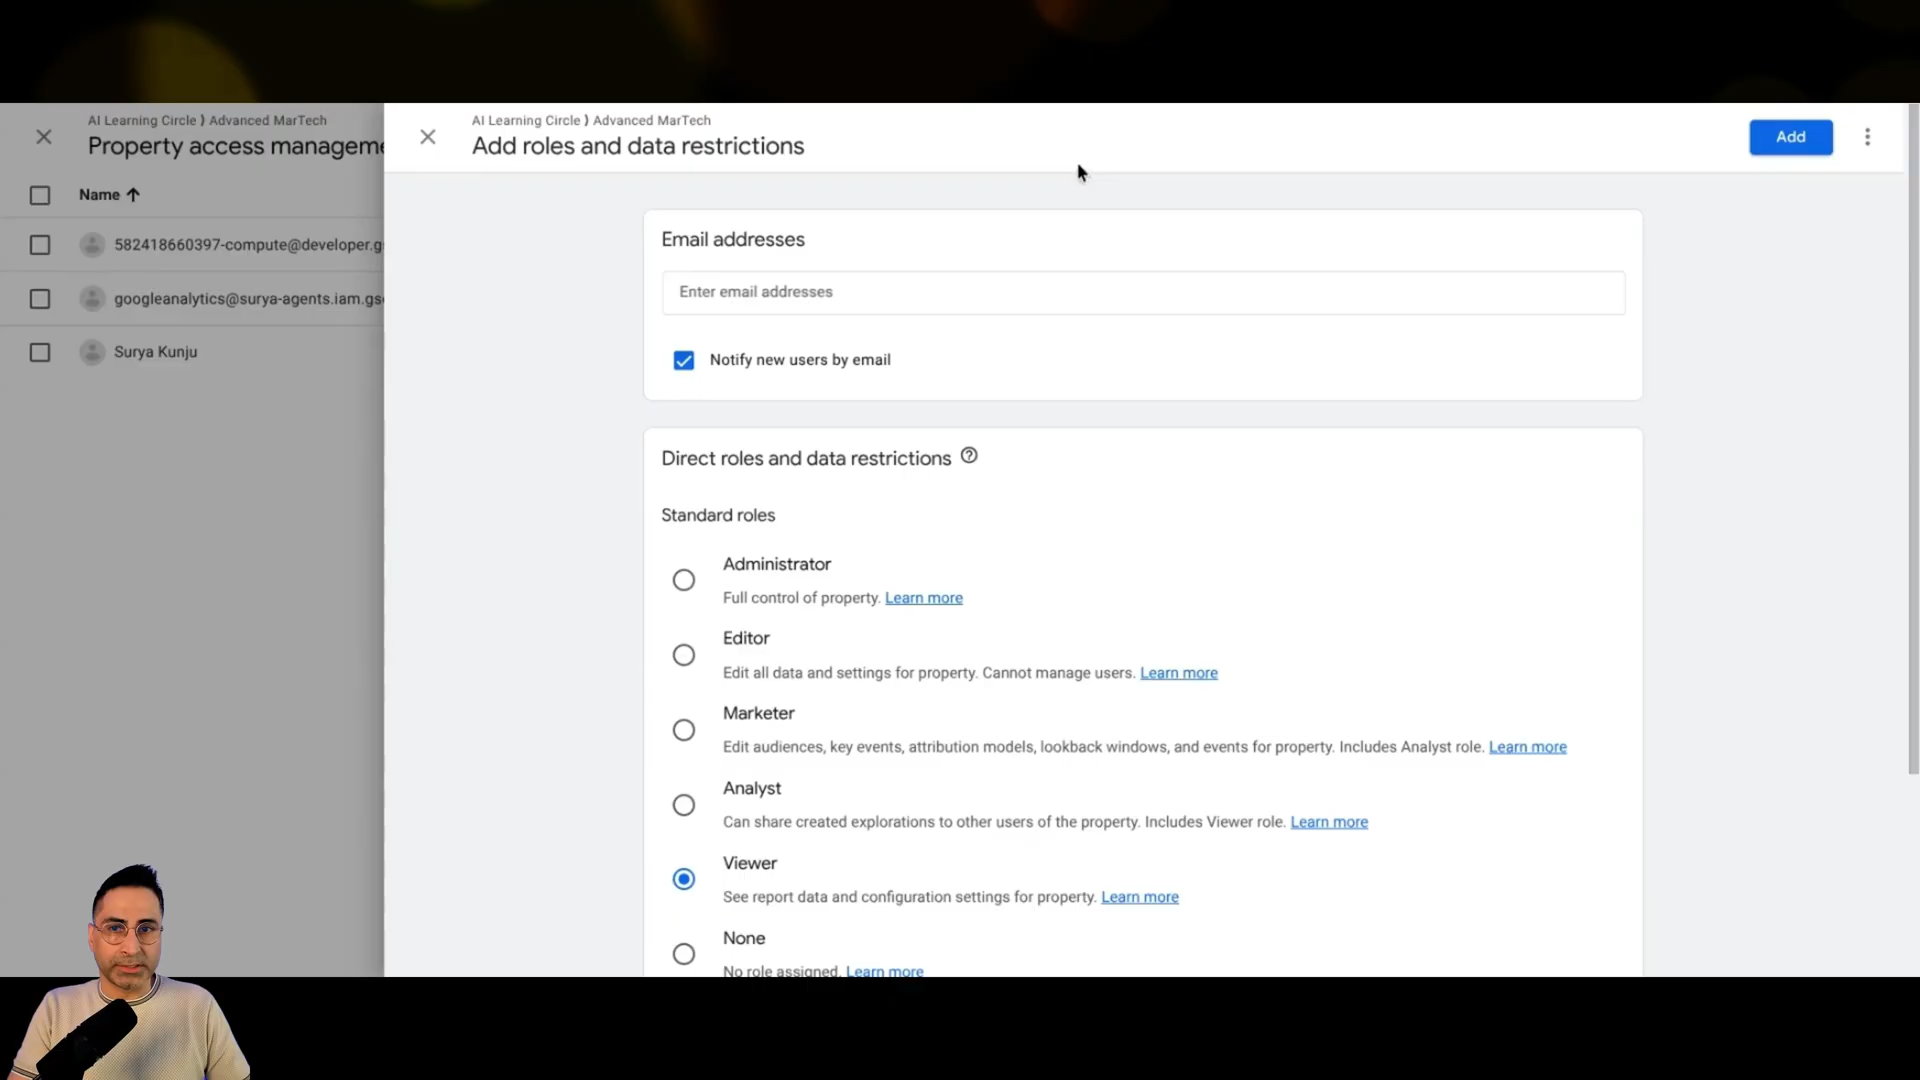 AI Learning Circle ⟩ Advanced MarTech
Property access manageme
Name ↑
582418660397-compute@developer.g
googleanalytics@surya-agents.iam.gs
Surya Kunju
AI Learning Circle ⟩ Advanced MarTech
Add roles and data restrictions
Add
Email addresses
Enter email addresses
Notify new users by email
Direct roles and data restrictions
Standard roles
Administrator
Full control of property. Learn more
Editor
Edit all data and settings for property. Cannot manage users. Learn more
Marketer
Edit audiences, key events, attribution models, lookback windows, and events for property. Includes Analyst role. Learn more
Analyst
Can share created explorations to other users of the property. Includes Viewer role. Learn more
Viewer
See report data and configuration settings for property. Learn more
None
No role assigned. Learn more